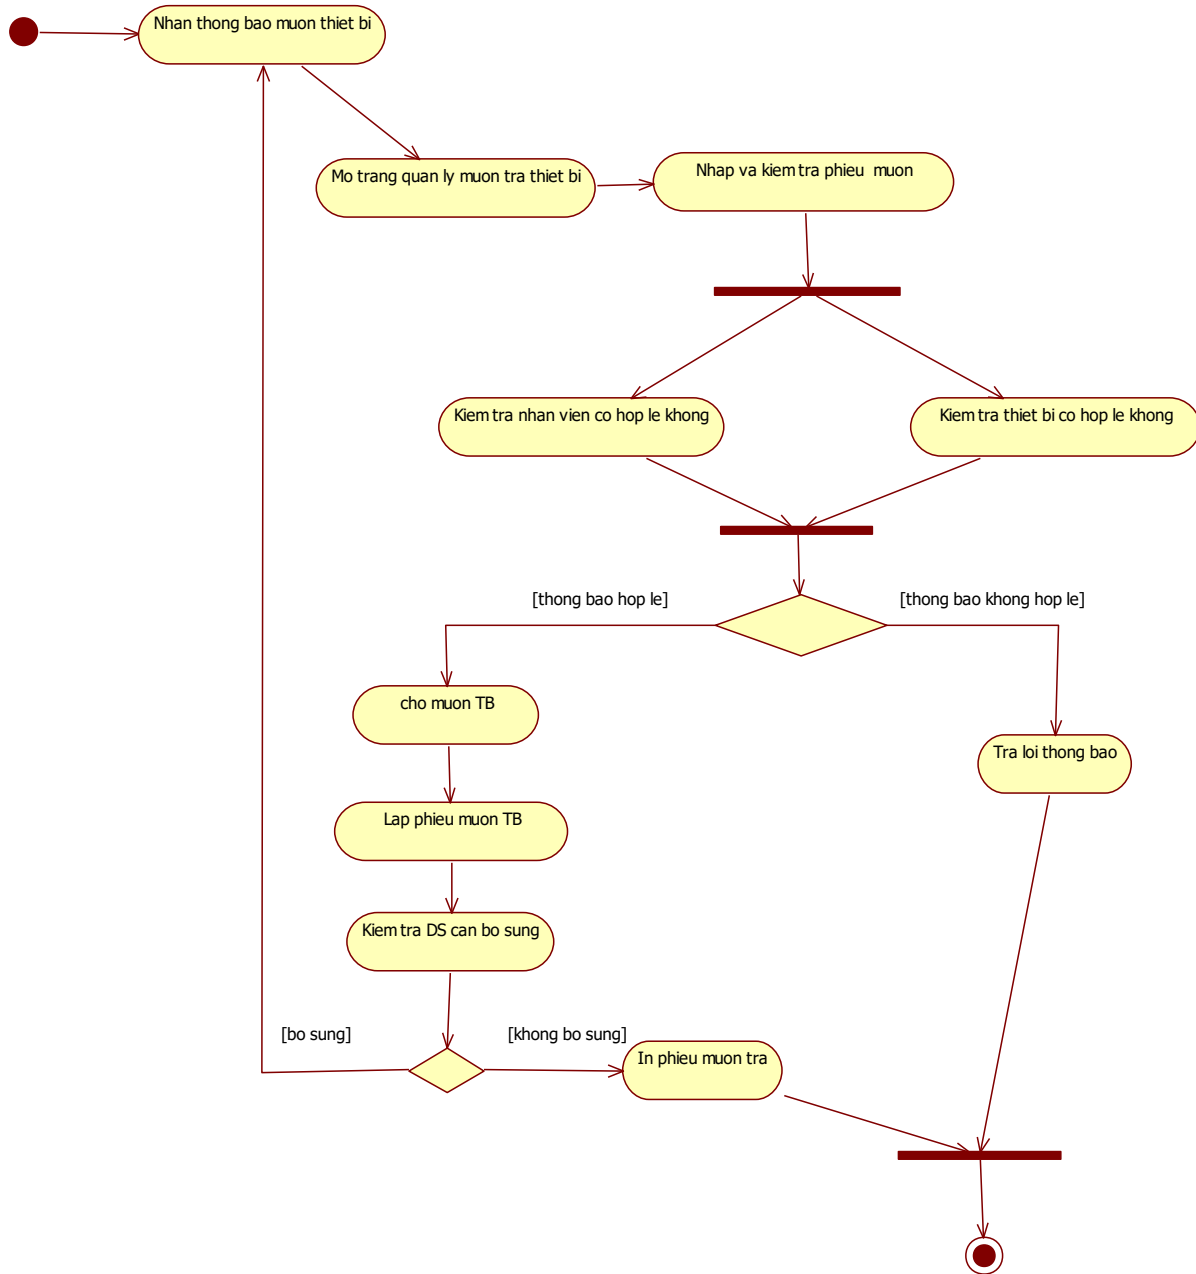 Nhan thong bao muon thiet bi
Mo trang quan ly muon tra thiet bi
Nhap va kiem tra phieu muon
Kiem tra nhan vien co hop le khong
Kiem tra thiet bi co hop le khong
[thong bao hop le]
[thong bao khong hop le]
cho muon TB
Tra loi thong bao
Lap phieu muon TB
Kiem tra DS can bo sung
[bo sung]
[khong bo sung]
In phieu muon tra